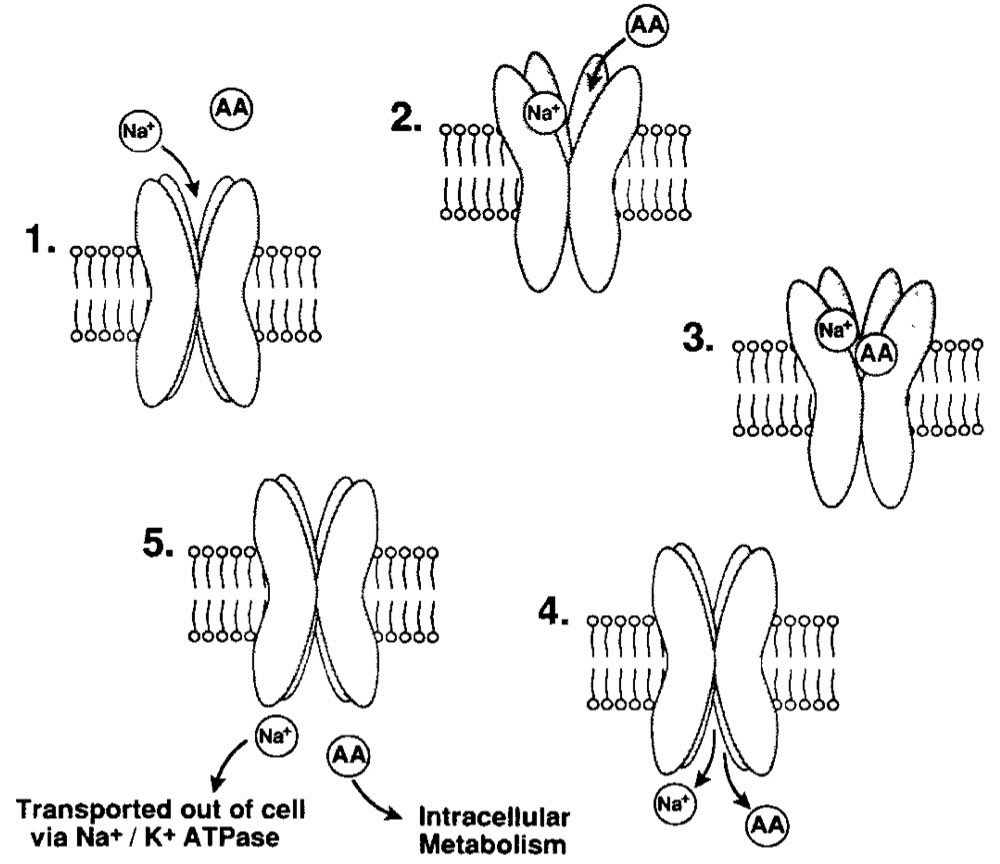 1.
Na⁺
AA
2.
Na⁺
AA
3.
Na⁺
AA
4.
Na⁺
AA
5.
Na⁺
AA
Transported out of cell
via Na⁺ / K⁺ ATPase
Intracellular
Metabolism